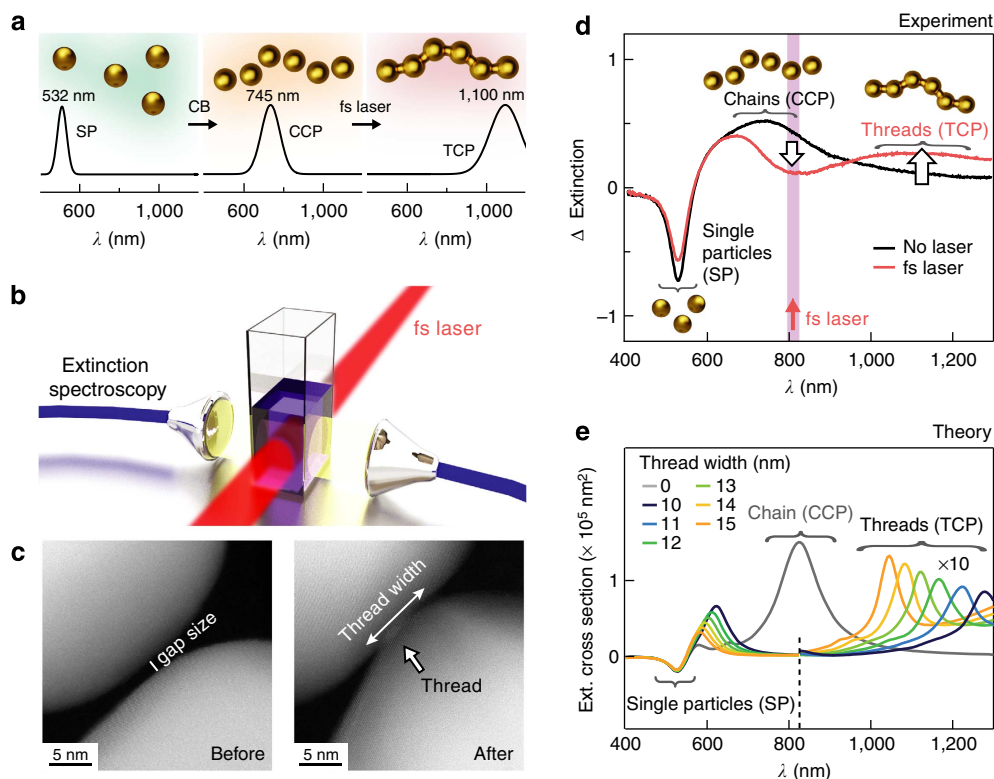 a
532 nm
SP
CB
745 nm
CCP
fs laser
1,100 nm
TCP
600 1,000
λ (nm)
600 1,000
λ (nm)
600 1,000
λ (nm)
b
fs laser
Extinction
spectroscopy
c
I gap size
Before
5 nm
Thread width
Thread
After
5 nm
d
Experiment
Δ Extinction
1
0
−1
Chains (CCP)
Threads (TCP)
Single
particles
(SP)
No laser
fs laser
fs laser
400 600 800 1,000 1,200
λ (nm)
e
Theory
Ext. cross section (× 10⁵ nm²)
1
0
Thread width (nm)
0 13
10 14
11 15
12
Chain (CCP)
Threads (TCP)
×10
Single particles (SP)
400 600 800 1,000 1,200
λ (nm)